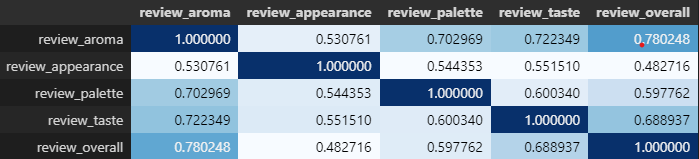 review_aroma review_appearance review_palette review_taste review_overall
review_aroma 1.000000 0.530761 0.702969 0.722349 0.780248
review_appearance 0.530761 1.000000 0.544353 0.551510 0.482716
review_palette 0.702969 0.544353 1.000000 0.600340 0.597762
review_taste 0.722349 0.551510 0.600340 1.000000 0.688937
review_overall 0.780248 0.482716 0.597762 0.688937 1.000000